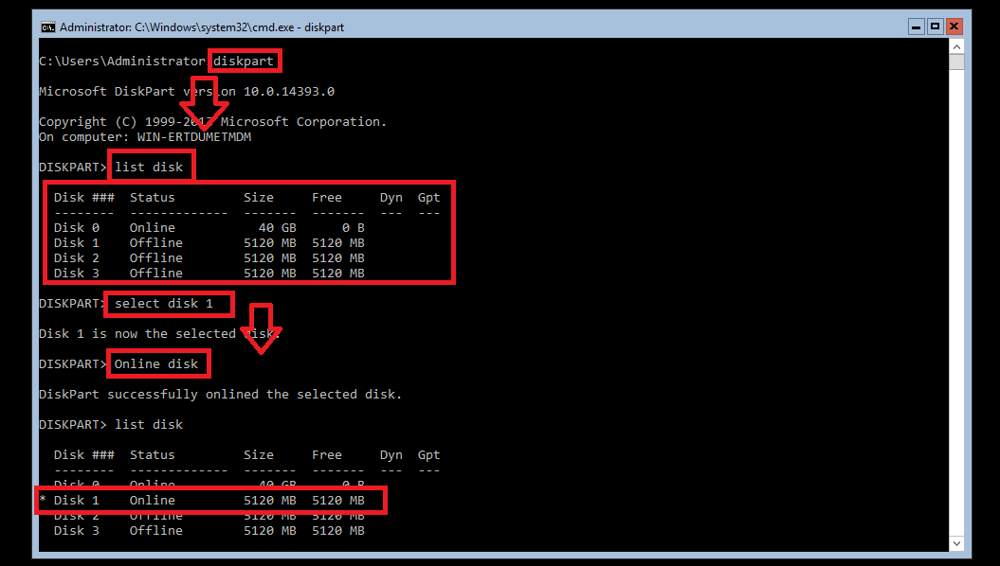 Administrator: C:\Windows\system32\cmd.exe - diskpart
C:\Users\Administrator>diskpart
Microsoft DiskPart version 10.0.14393.0
Copyright (C) 1999-2013 Microsoft Corporation.
On computer: WIN-ERTDUMETMDM
DISKPART> list disk
Disk ### Status Size Free Dyn Gpt
-------- ------------- ------- ------- --- ---
Disk 0 Online 40 GB 0 B
Disk 1 Offline 5120 MB 5120 MB
Disk 2 Offline 5120 MB 5120 MB
Disk 3 Offline 5120 MB 5120 MB
DISKPART> select disk 1
Disk 1 is now the selected disk.
DISKPART> Online disk
DiskPart successfully onlined the selected disk.
DISKPART> list disk
Disk ### Status Size Free Dyn Gpt
-------- ------------- ------- ------- --- ---
Disk 0 Online 40 GB 0 B
* Disk 1 Online 5120 MB 5120 MB
Disk 2 Offline 5120 MB 5120 MB
Disk 3 Offline 5120 MB 5120 MB